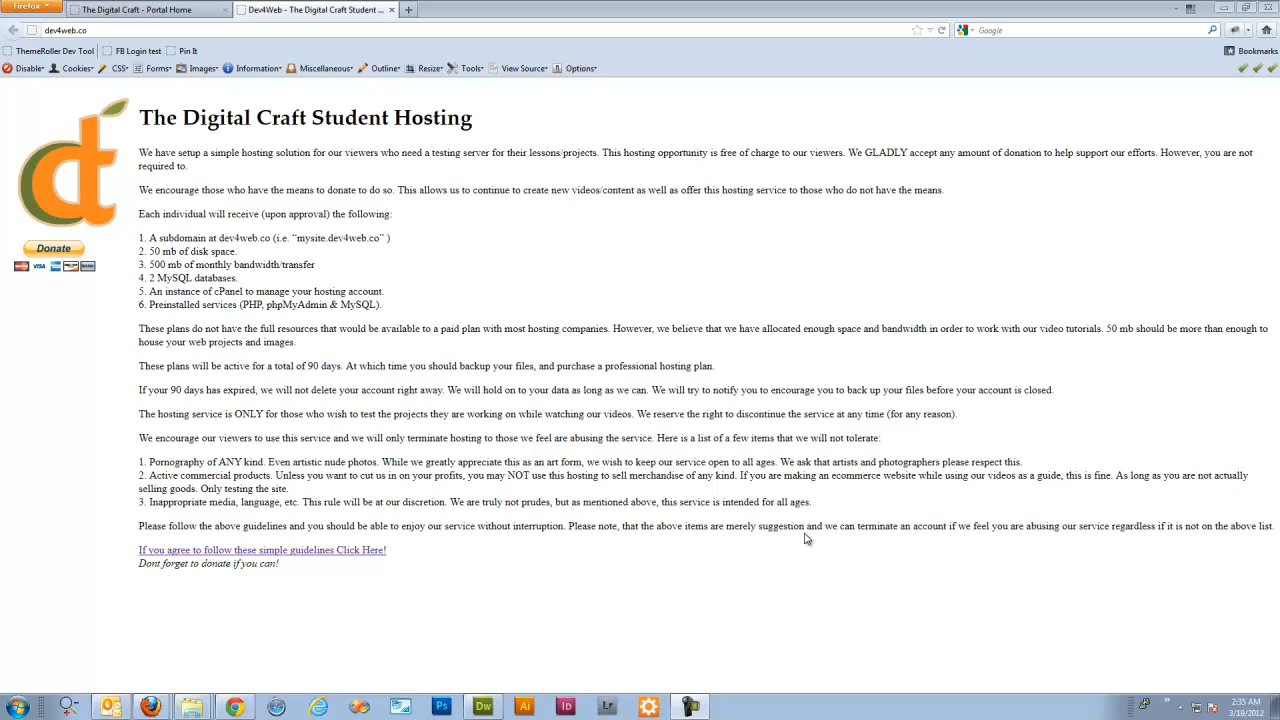 Firefox
The Digital Craft - Portal Home
Dev4Web - The Digital Craft Student ...
dev4web.co
Google
ThemeRoller Dev Tool
FB Login test
Pin It
Bookmarks
Disable
Cookies
CSS
Forms
Images
Information
Miscellaneous
Outline
Resize
Tools
View Source
Options
dt
Donate
VISA
The Digital Craft Student Hosting
We have setup a simple hosting solution for our viewers who need a testing server for their lessons/projects. This hosting opportunity is free of charge to our viewers. We GLADLY accept any amount of donation to help support our efforts. However, you are not
required to.
We encourage those who have the means to donate to do so. This allows us to continue to create new videos/content as well as offer this hosting service to those who do not have the means.
Each individual will receive (upon approval) the following:
1. A subdomain at dev4web.co (i.e. "mysite.dev4web.co" )
2. 50 mb of disk space.
3. 500 mb of monthly bandwidth/transfer
4. 2 MySQL databases.
5. An instance of cPanel to manage your hosting account.
6. Preinstalled services (PHP, phpMyAdmin & MySQL).
These plans do not have the full resources that would be available to a paid plan with most hosting companies. However, we believe that we have allocated enough space and bandwidth in order to work with our video tutorials. 50 mb should be more than enough to
house your web projects and images.
These plans will be active for a total of 90 days. At which time you should backup your files, and purchase a professional hosting plan.
If your 90 days has expired, we will not delete your account right away. We will hold on to your data as long as we can. We will try to notify you to encourage you to back up your files before your account is closed.
The hosting service is ONLY for those who wish to test the projects they are working on while watching our videos. We reserve the right to discontinue the service at any time (for any reason).
We encourage our viewers to use this service and we will only terminate hosting to those we feel are abusing the service. Here is a list of a few items that we will not tolerate:
1. Pornography of ANY kind. Even artistic nude photos. While we greatly appreciate this as an art form, we wish to keep our service open to all ages. We ask that artists and photographers please respect this.
2. Active commercial products. Unless you want to cut us in on your profits, you may NOT use this hosting to sell merchandise of any kind. If you are making an ecommerce website while using our videos as a guide, this is fine. As long as you are not actually
selling goods. Only testing the site.
3. Inappropriate media, language, etc. This rule will be at our discretion. We are truly not prudes, but as mentioned above, this service is intended for all ages.
Please follow the above guidelines and you should be able to enjoy our service without interruption. Please note, that the above items are merely suggestion and we can terminate an account if we feel you are abusing our service regardless if it is not on the above list.
If you agree to follow these simple guidelines Click Here!
Dont forget to donate if you can!
Ps
Dw
Ai
Id
Lr
2:35 AM
3/19/2012